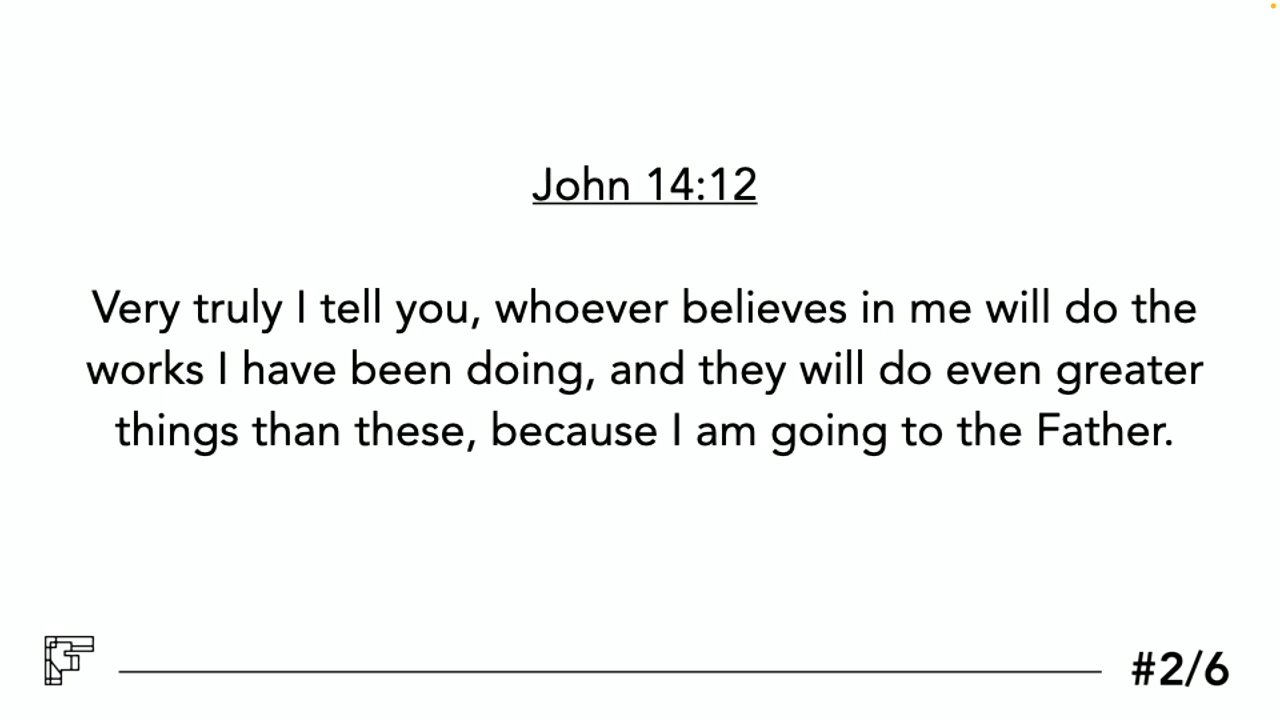 John 14:12
Very truly I tell you, whoever believes in me will do the
works I have been doing, and they will do even greater
things than these, because I am going to the Father.
#2/6